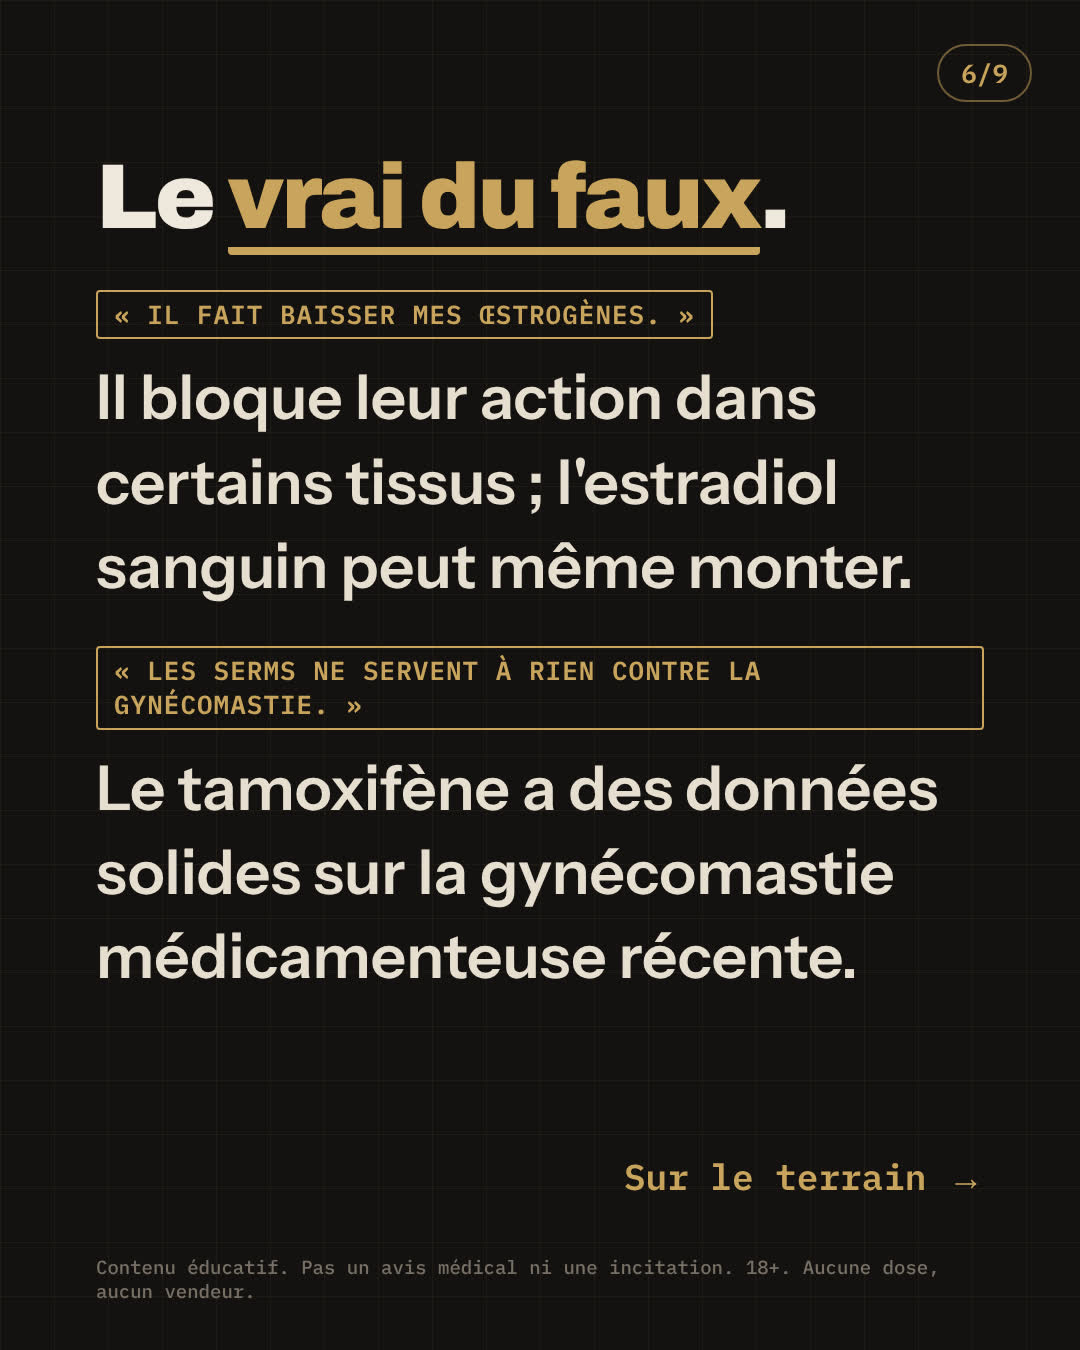 6/9
Le vrai du faux.
« IL FAIT BAISSER MES ŒSTROGÈNES. »
Il bloque leur action dans
certains tissus ; l'estradiol
sanguin peut même monter.
« LES SERMS NE SERVENT À RIEN CONTRE LA
GYNÉCOMASTIE. »
Le tamoxifène a des données
solides sur la gynécomastie
médicamenteuse récente.
Sur le terrain →
Contenu éducatif. Pas un avis médical ni une incitation. 18+. Aucune dose,
aucun vendeur.